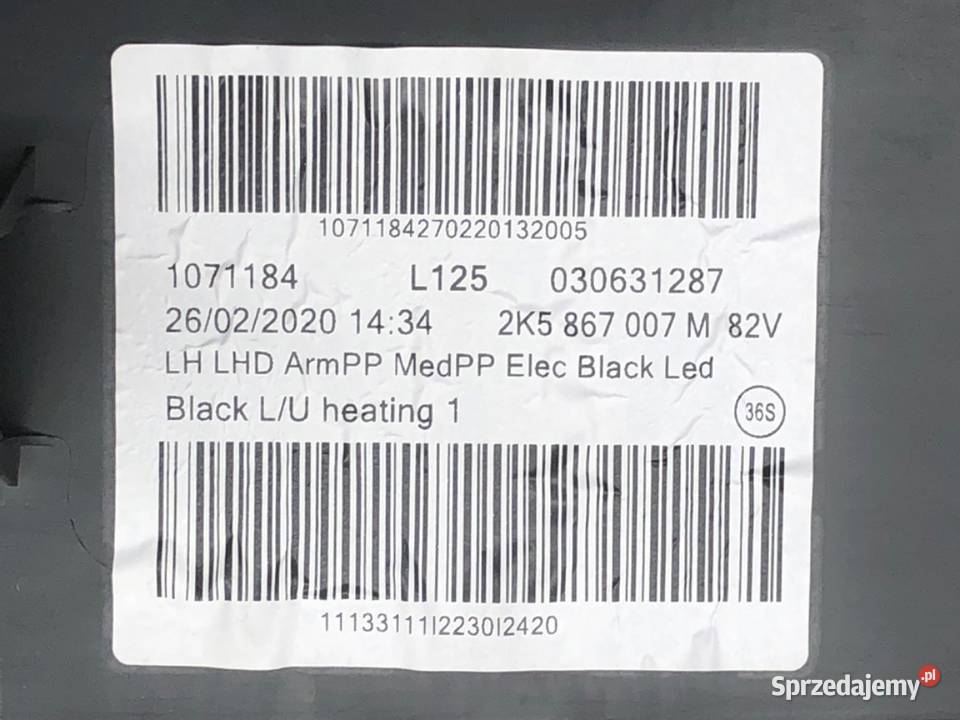 1071184270220132005
1071184 L125 030631287
26/02/2020 14:34 2K5 867 007 M 82V
LH LHD ArmPP MedPP Elec Black Led
Black L/U heating 1 36S
11133111I2230I2420
Sprzedajemy.pl